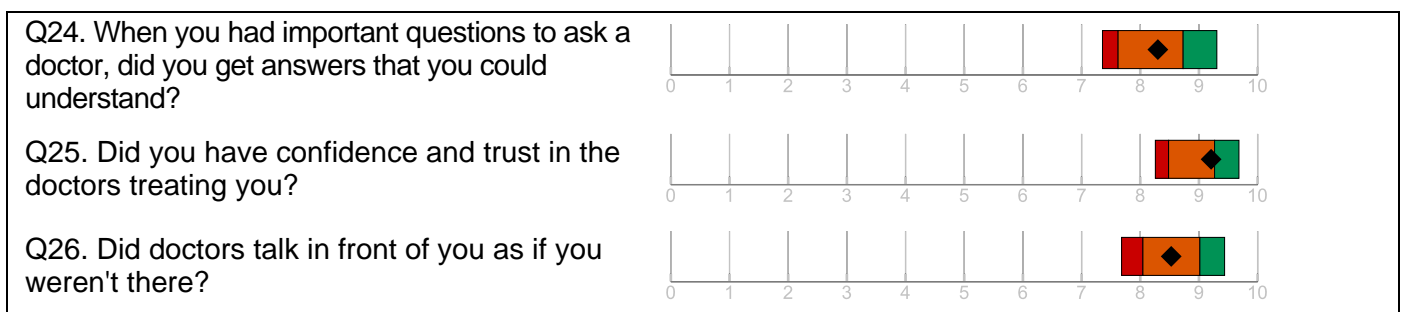 Q24. When you had important questions to ask a
doctor, did you get answers that you could
understand?
0 1 2 3 4 5 6 7 8 9 10
Q25. Did you have confidence and trust in the
doctors treating you?
0 1 2 3 4 5 6 7 8 9 10
Q26. Did doctors talk in front of you as if you
weren't there?
0 1 2 3 4 5 6 7 8 9 10